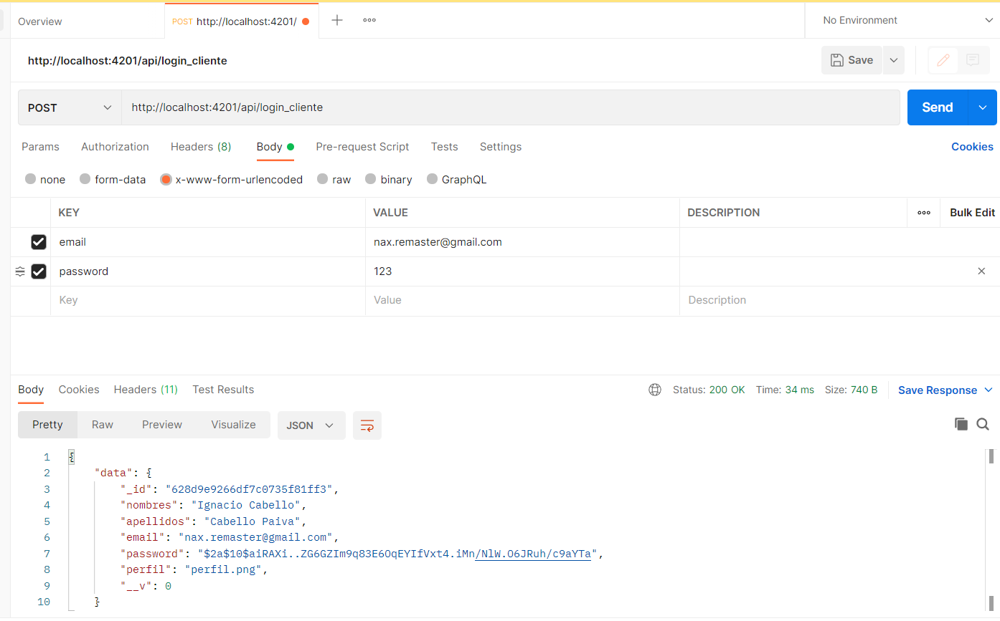 Overview
POST http://localhost:4201/
No Environment
http://localhost:4201/api/login_cliente
Save
POST
http://localhost:4201/api/login_cliente
Send
Params Authorization Headers (8) Body Pre-request Script Tests Settings Cookies
none form-data x-www-form-urlencoded raw binary GraphQL
KEY VALUE DESCRIPTION Bulk Edit
email nax.remaster@gmail.com
password 123
Key Value Description
Body Cookies Headers (11) Test Results Status: 200 OK Time: 34 ms Size: 740 B Save Response
Pretty Raw Preview Visualize JSON
1 {
2 "data": {
3 "_id": "628d9e9266df7c0735f81ff3",
4 "nombres": "Ignacio Cabello",
5 "apellidos": "Cabello Paiva",
6 "email": "nax.remaster@gmail.com",
7 "password": "$2a$10$aiRAXi..ZG6GZIm9q83E6OqEYIfVxt4.iMn/NlW.O6JRuh/c9aYTa",
8 "perfil": "perfil.png",
9 "__v": 0
10 }